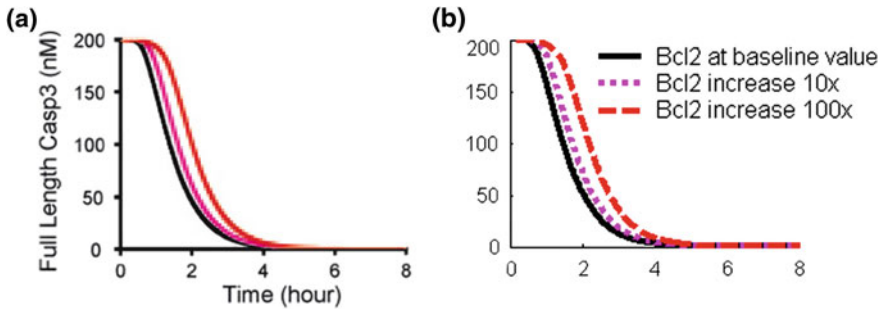 (a)
Full Length Casp3 (nM)
200
150
100
50
0
0 2 4 6 8
Time (hour)
(b)
200
150
100
50
0
0 2 4 6 8
Bcl2 at baseline value
Bcl2 increase 10x
Bcl2 increase 100x